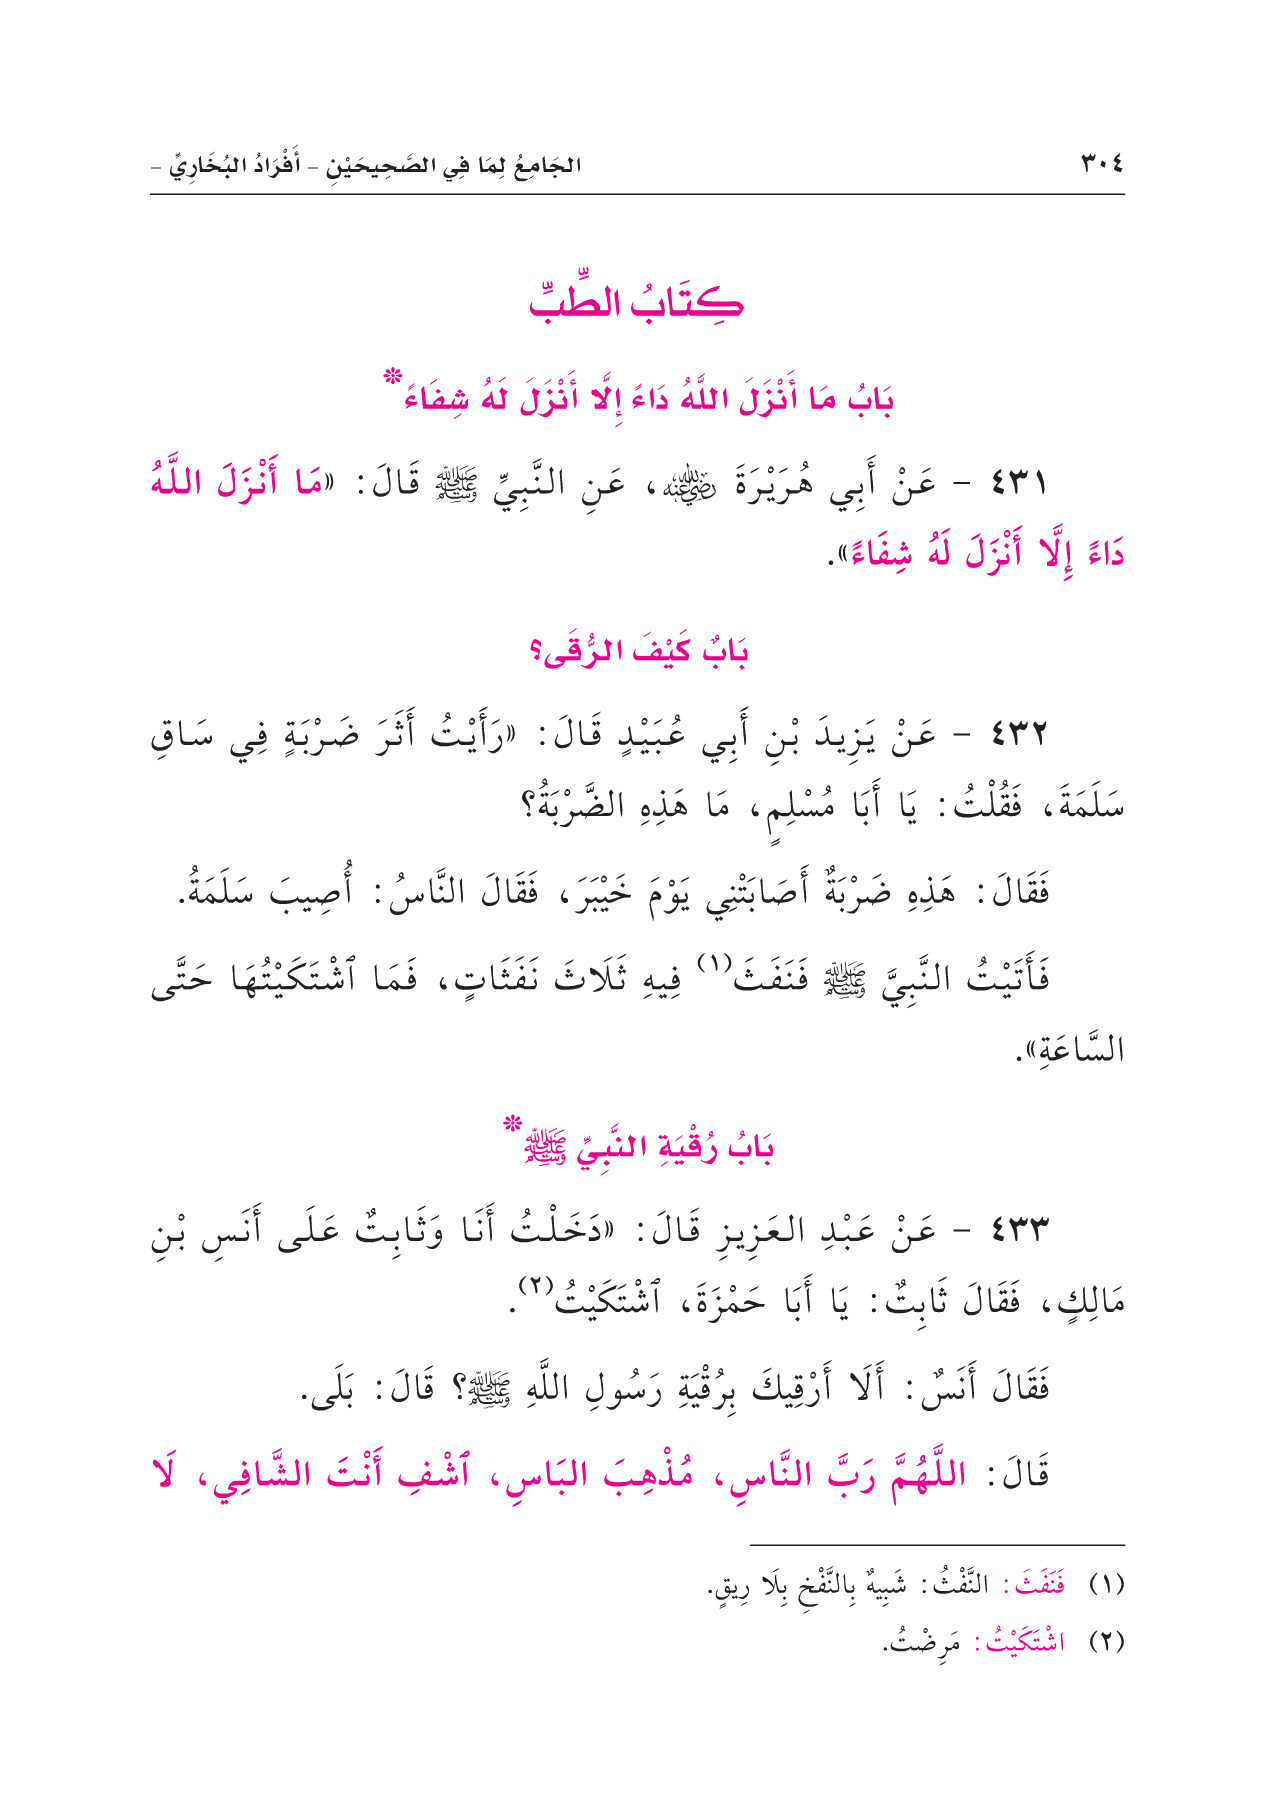 ٣٠٤ الجَامِعُ لِمَا فِي الصَّحِيحَيْنِ - أَفْرَادُ البُخَارِيِّ -
كِتَابُ الطِّبِّ
بَابُ مَا أَنْزَلَ اللَّهُ دَاءً إِلَّا أَنْزَلَ لَهُ شِفَاءً*
٤٣١ - عَنْ أَبِي هُرَيْرَةَ رضي الله عنه، عَنِ النَّبِيِّ ﷺ قَالَ: «مَا أَنْزَلَ اللَّهُ
دَاءً إِلَّا أَنْزَلَ لَهُ شِفَاءً».
بَابٌ كَيْفَ الرُّقَى؟
٤٣٢ - عَنْ يَزِيدَ بْنِ أَبِي عُبَيْدٍ قَالَ: «رَأَيْتُ أَثَرَ ضَرْبَةٍ فِي سَاقِ
سَلَمَةَ، فَقُلْتُ: يَا أَبَا مُسْلِمٍ، مَا هَذِهِ الضَّرْبَةُ؟
فَقَالَ: هَذِهِ ضَرْبَةٌ أَصَابَتْنِي يَوْمَ خَيْبَرَ، فَقَالَ النَّاسُ: أُصِيبَ سَلَمَةُ.
فَأَتَيْتُ النَّبِيَّ ﷺ فَنَفَثَ(١) فِيهِ ثَلَاثَ نَفَثَاتٍ، فَمَا ٱشْتَكَيْتُهَا حَتَّى
السَّاعَةِ».
بَابُ رُقْيَةِ النَّبِيِّ ﷺ*
٤٣٣ - عَنْ عَبْدِ العَزِيزِ قَالَ: «دَخَلْتُ أَنَا وَثَابِتٌ عَلَى أَنَسِ بْنِ
مَالِكٍ، فَقَالَ ثَابِتٌ: يَا أَبَا حَمْزَةَ، ٱشْتَكَيْتُ(٢).
فَقَالَ أَنَسٌ: أَلَا أَرْقِيكَ بِرُقْيَةِ رَسُولِ اللَّهِ ﷺ؟ قَالَ: بَلَى.
قَالَ: اللَّهُمَّ رَبَّ النَّاسِ، مُذْهِبَ البَاسِ، ٱشْفِ أَنْتَ الشَّافِي، لَا
(١) فَنَفَثَ: النَّفْثُ: شَبِيهٌ بِالنَّفْخِ بِلَا رِيقٍ.
(٢) اشْتَكَيْتُ: مَرِضْتُ.